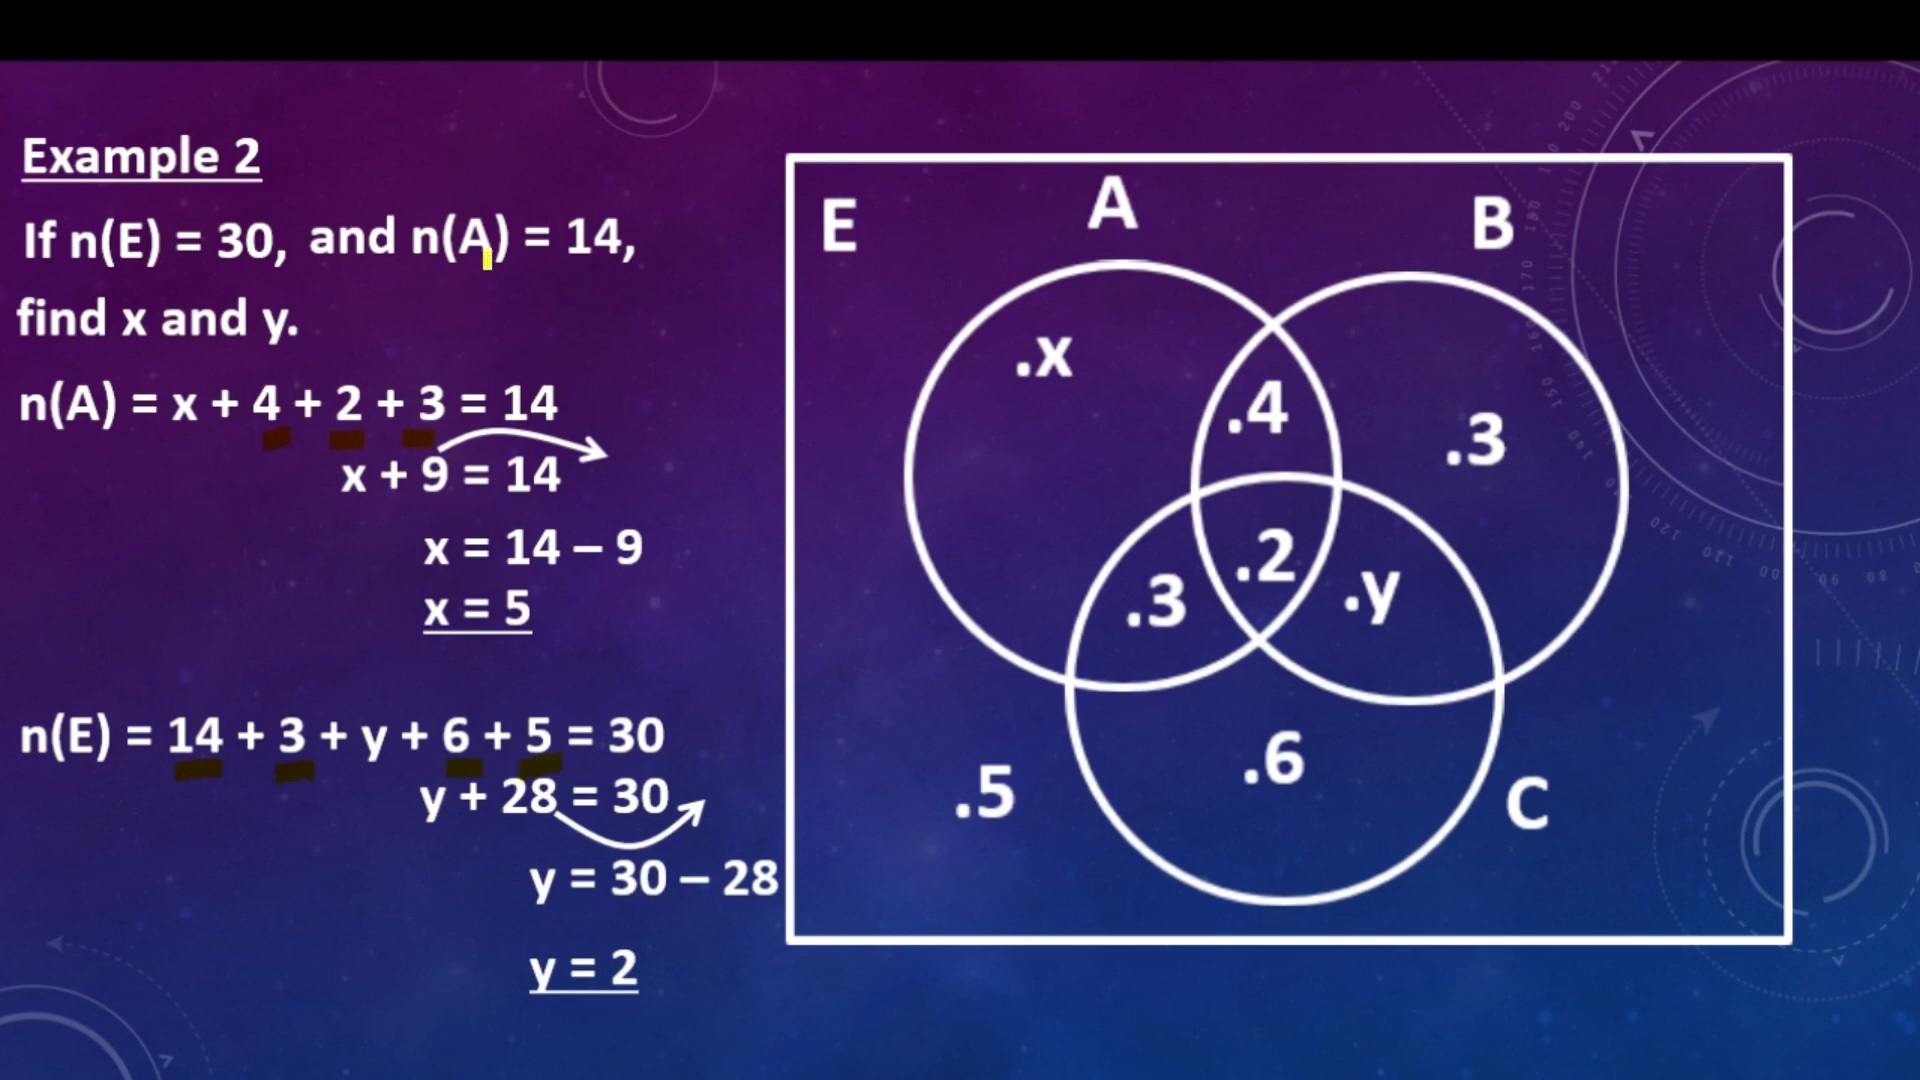 Example 2
If n(E) = 30, and n(A) = 14,
find x and y.
n(A) = x + 4 + 2 + 3 = 14
x + 9 = 14
x = 14 – 9
x = 5
n(E) = 14 + 3 + y + 6 + 5 = 30
y + 28 = 30
y = 30 – 28
y = 2
E
A
B
.x
.4
.3
.2
.3
.y
.6
.5
C